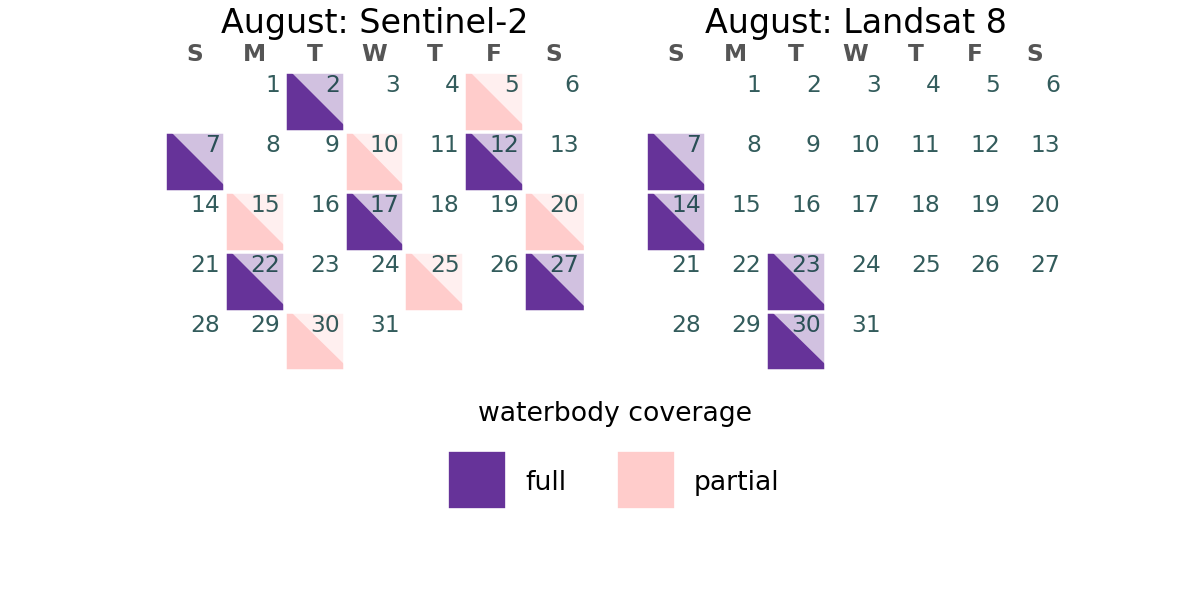 August: Sentinel-2
S M T W T F S
1 2 3 4 5 6
7 8 9 10 11 12 13
14 15 16 17 18 19 20
21 22 23 24 25 26 27
28 29 30 31
August: Landsat 8
S M T W T F S
1 2 3 4 5 6
7 8 9 10 11 12 13
14 15 16 17 18 19 20
21 22 23 24 25 26 27
28 29 30 31
waterbody coverage
full
partial